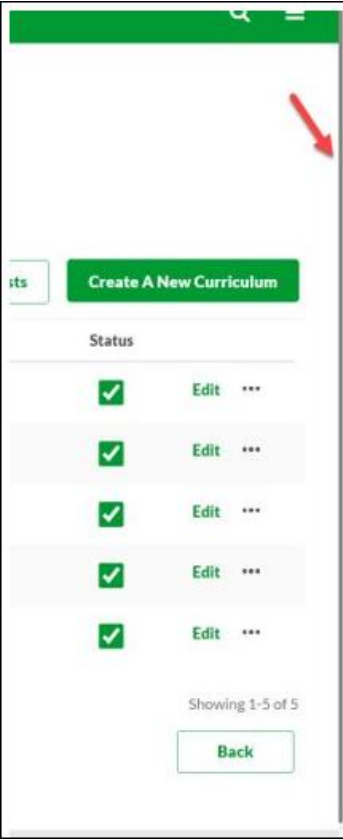 sts Create A New Curriculum
Status
Edit ...
Edit ...
Edit ...
Edit ...
Edit ...
Showing 1-5 of 5
Back